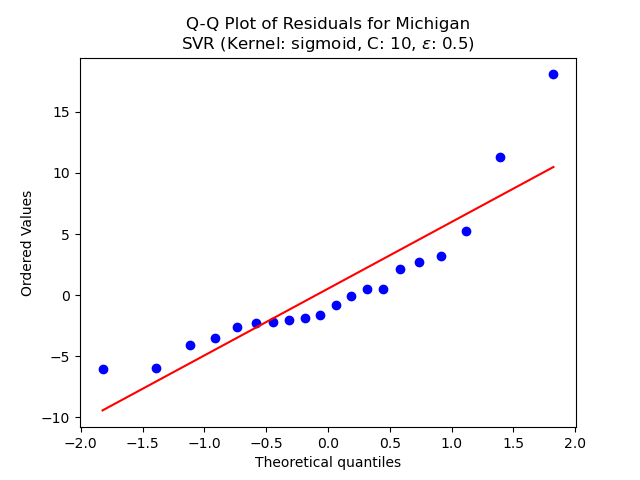 Q-Q Plot of Residuals for Michigan
SVR (Kernel: sigmoid, C: 10, ε: 0.5)
15
10
5
0
−5
−10
Ordered Values
−2.0 −1.5 −1.0 −0.5 0.0 0.5 1.0 1.5 2.0
Theoretical quantiles